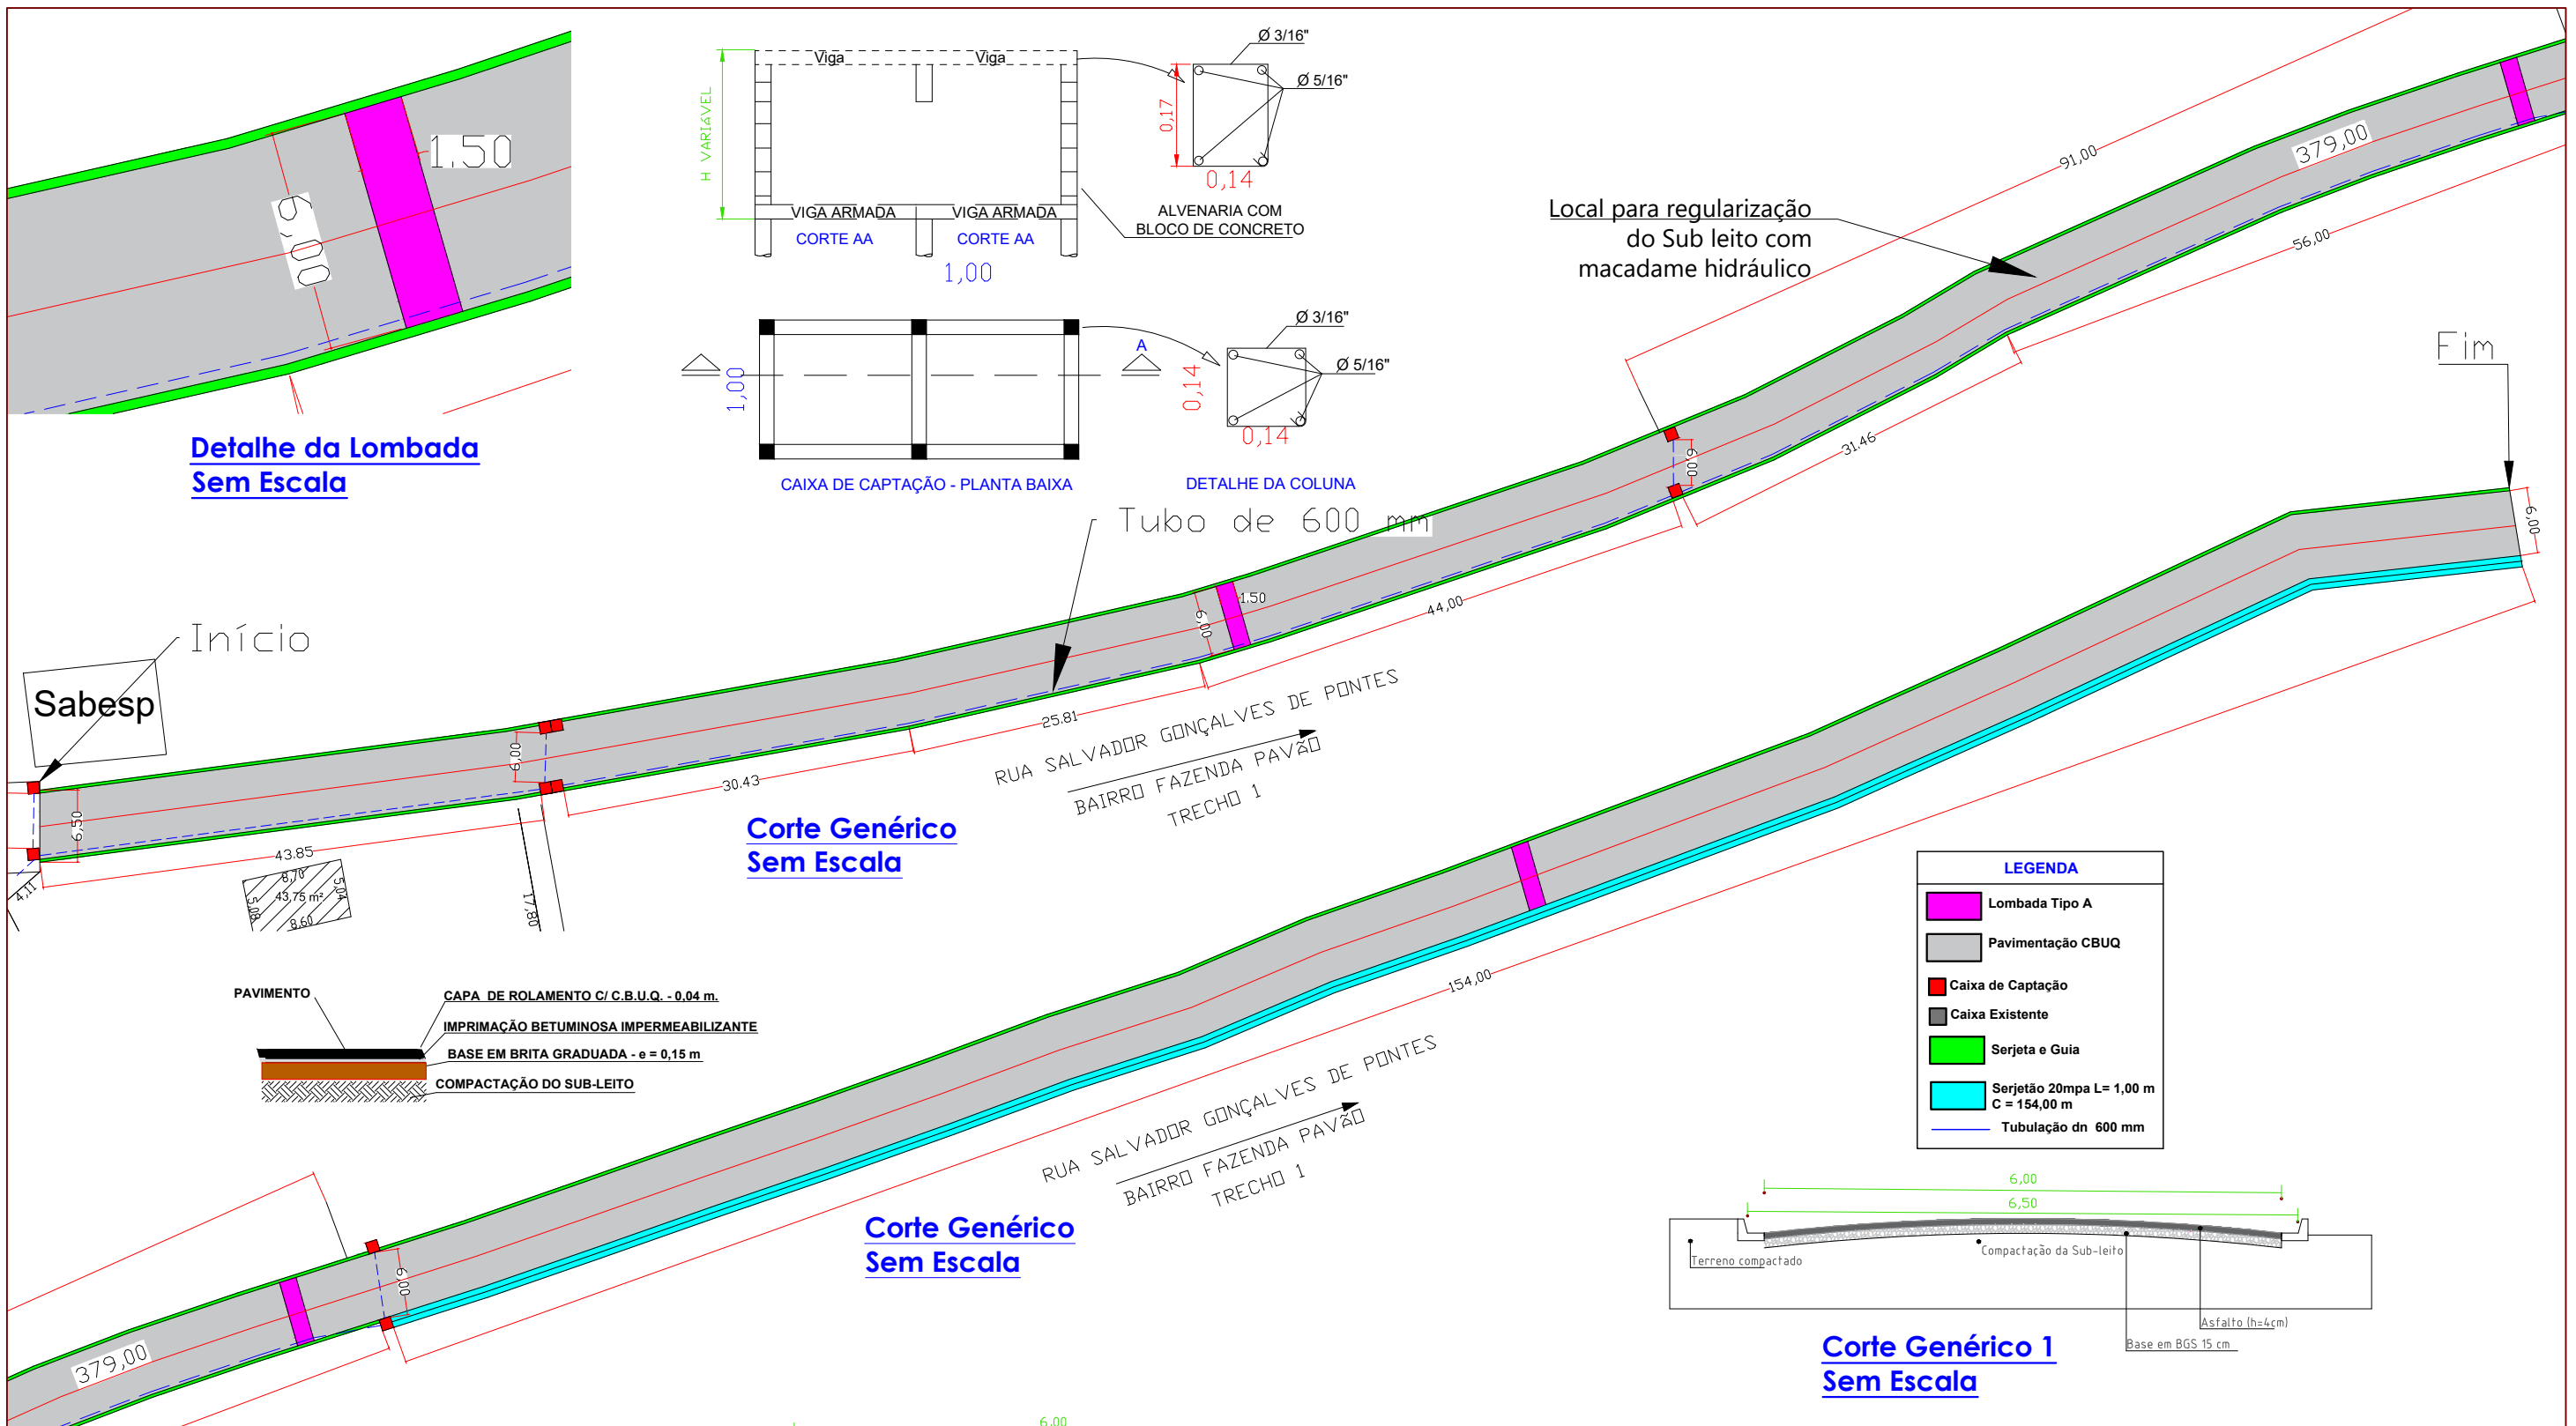 1.50
6,00
Detalhe da Lombada
Sem Escala
Viga
Viga
H VARIÁVEL
VIGA ARMADA
VIGA ARMADA
CORTE AA
CORTE AA
1,00
Ø 3/16"
Ø 5/16"
0,17
0,14
ALVENARIA COM
BLOCO DE CONCRETO
1,00
A
CAIXA DE CAPTAÇÃO - PLANTA BAIXA
Ø 3/16"
Ø 5/16"
0,14
0,14
DETALHE DA COLUNA
Local para regularização
do Sub leito com
macadame hidráulico
91,00
379,00
56,00
31.46
6,00
Fim
6,00
Tubo de 600 mm
1.50
6,00
44,00
25.81
30.43
6,00
Início
Sabesp
6,50
43.85
4,11
8,70
5,04
43,75 m²
5,08
8,60
17,80
RUA SALVADOR GONÇALVES DE PONTES
BAIRRO FAZENDA PAVÃO
TRECHO 1
Corte Genérico
Sem Escala
PAVIMENTO
CAPA DE ROLAMENTO C/ C.B.U.Q. - 0,04 m.
IMPRIMAÇÃO BETUMINOSA IMPERMEABILIZANTE
BASE EM BRITA GRADUADA - e = 0,15 m
COMPACTAÇÃO DO SUB-LEITO
154,00
RUA SALVADOR GONÇALVES DE PONTES
BAIRRO FAZENDA PAVÃO
TRECHO 1
Corte Genérico
Sem Escala
6,00
379,00
6,00
LEGENDA
Lombada Tipo A
Pavimentação CBUQ
Caixa de Captação
Caixa Existente
Serjeta e Guia
Serjetão 20mpa L= 1,00 m
C = 154,00 m
Tubulação dn 600 mm
6,00
6,50
Terreno compactado
Compactação da Sub-leito
Asfalto (h=4cm)
Base em BGS 15 cm
Corte Genérico 1
Sem Escala